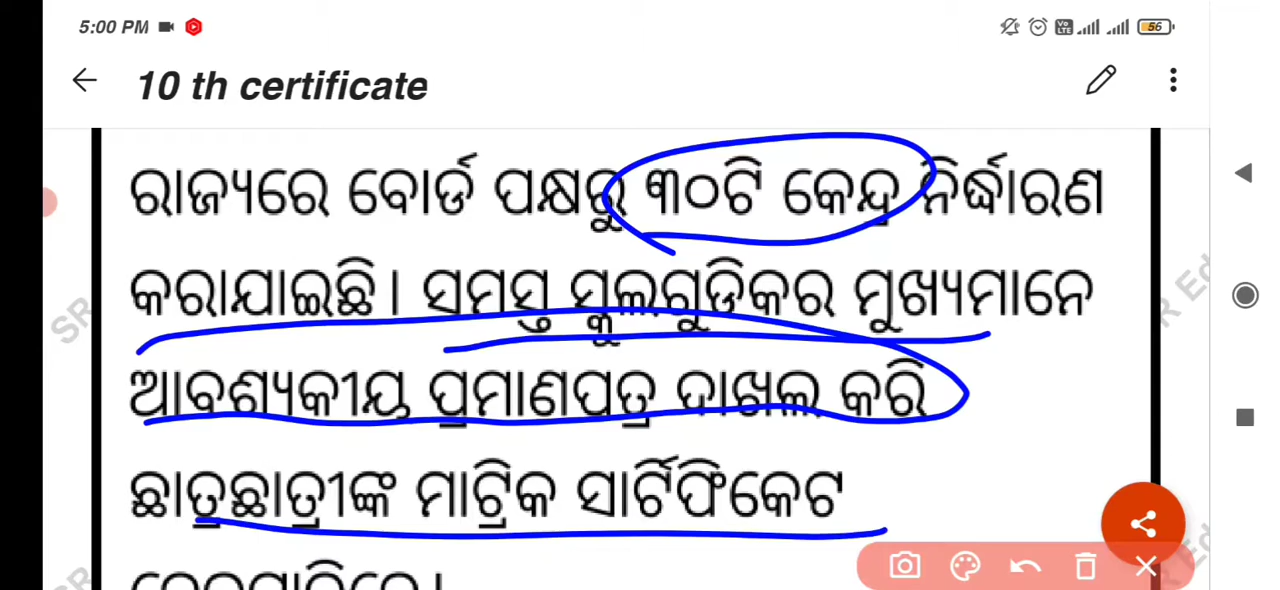 5:00 PM
56
10 th certificate
ରାଜ୍ୟରେ ବୋର୍ଡ ପକ୍ଷରୁ ୩୦ଟି କେନ୍ଦ୍ର ନିର୍ଦ୍ଧାରଣ
କରାଯାଇଛି । ସମସ୍ତ ସ୍କୁଲଗୁଡିକର ମୁଖ୍ୟମାନେ
ଆବଶ୍ୟକୀୟ ପ୍ରମାଣପତ୍ର ଦାଖଲ କରି
ଛାତ୍ରଛାତ୍ରୀଙ୍କ ମାଟ୍ରିକ ସାର୍ଟିଫିକେଟ